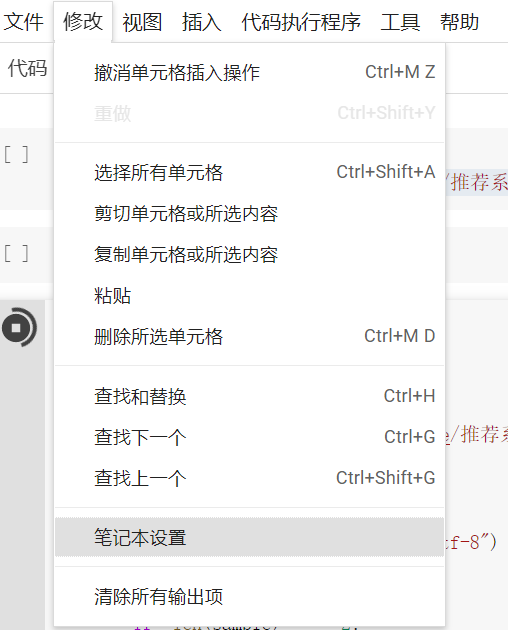 文件 修改 视图 插入 代码执行程序 工具 帮助
代码
撤消单元格插入操作 Ctrl+M Z
重做 Ctrl+Shift+Y
[ ]
选择所有单元格 Ctrl+Shift+A
/推荐系
剪切单元格或所选内容
复制单元格或所选内容
[ ]
粘贴
删除所选单元格 Ctrl+M D
查找和替换 Ctrl+H
查找下一个 Ctrl+G
e/推荐系
查找上一个 Ctrl+Shift+G
笔记本设置
tf-8")
清除所有输出项